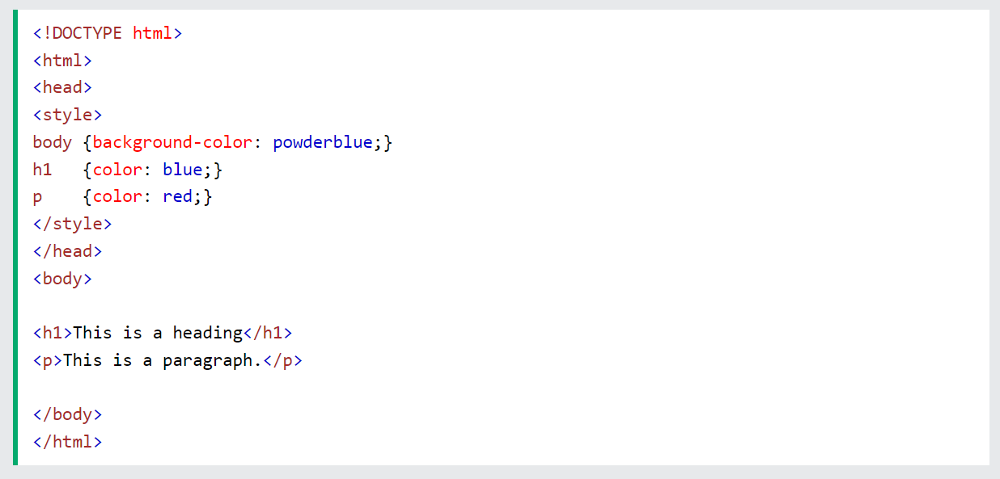 <!DOCTYPE html>
<html>
<head>
<style>
body {background-color: powderblue;}
h1   {color: blue;}
p    {color: red;}
</style>
</head>
<body>

<h1>This is a heading</h1>
<p>This is a paragraph.</p>

</body>
</html>